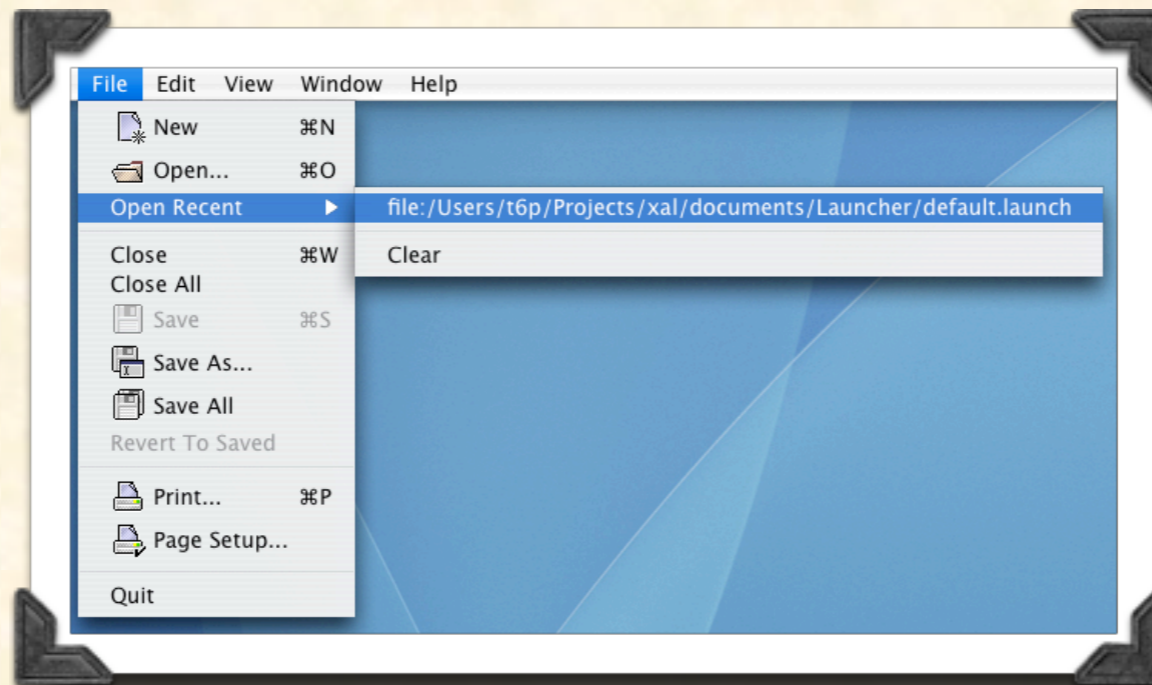 File Edit View Window Help
New ⌘N
Open... ⌘O
Open Recent ▶ file:/Users/t6p/Projects/xal/documents/Launcher/default.launch
Close ⌘W Clear
Close All
Save ⌘S
Save As...
Save All
Revert To Saved
Print... ⌘P
Page Setup...
Quit